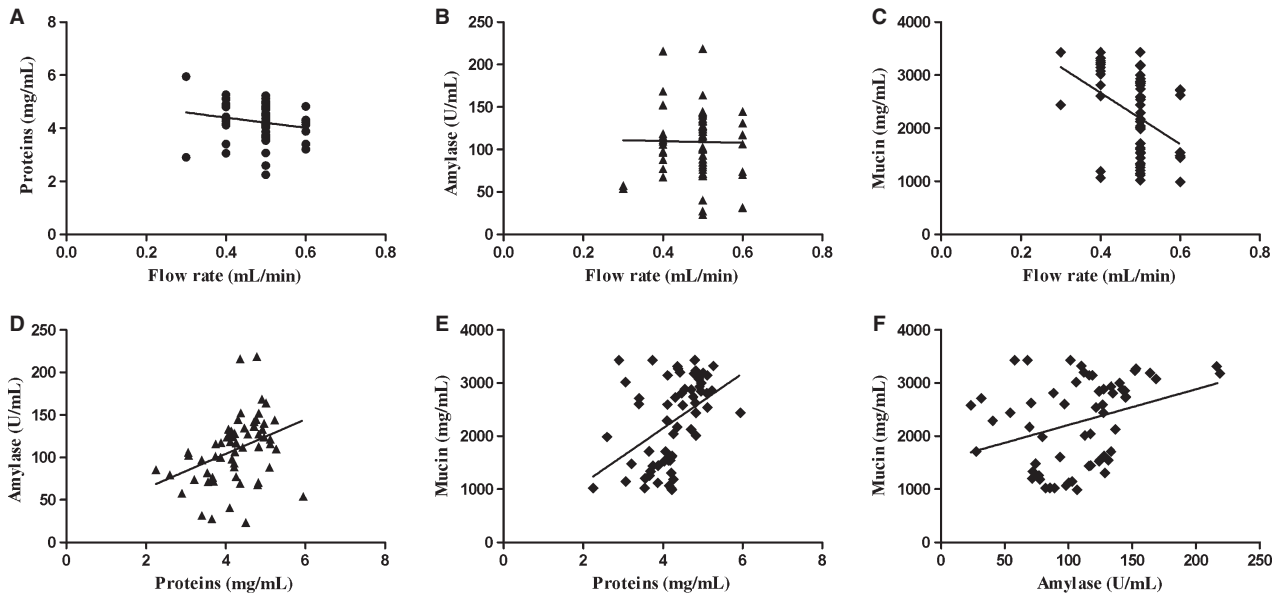 A
Proteins (mg/mL)
8
6
4
2
0
0.0 0.2 0.4 0.6 0.8
Flow rate (mL/min)
B
Amylase (U/mL)
250
200
150
100
50
0
0.0 0.2 0.4 0.6 0.8
Flow rate (mL/min)
C
Mucin (mg/mL)
4000
3000
2000
1000
0
0.0 0.2 0.4 0.6 0.8
Flow rate (mL/min)
D
Amylase (U/mL)
250
200
150
100
50
0
0 2 4 6 8
Proteins (mg/mL)
E
Mucin (mg/mL)
4000
3000
2000
1000
0
0 2 4 6 8
Proteins (mg/mL)
F
Mucin (mg/mL)
4000
3000
2000
1000
0
0 50 100 150 200 250
Amylase (U/mL)